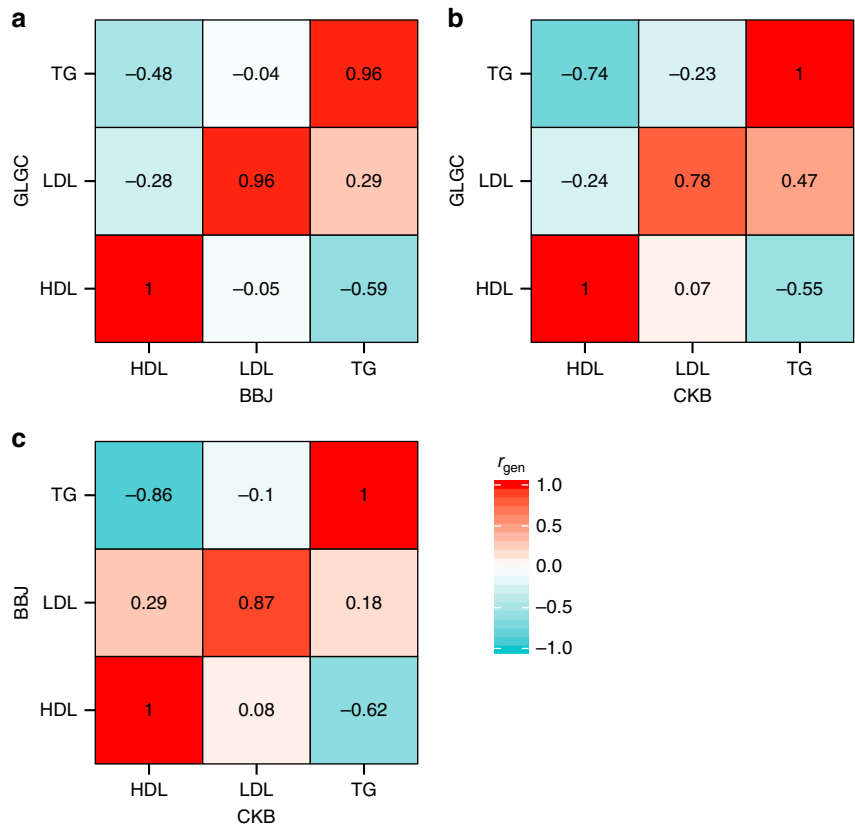 a
TG −0.48 −0.04 0.96
GLGC
LDL −0.28 0.96 0.29
HDL 1 −0.05 −0.59
HDL LDL TG
BBJ
b
TG −0.74 −0.23 1
GLGC
LDL −0.24 0.78 0.47
HDL 1 0.07 −0.55
HDL LDL TG
CKB
c
TG −0.86 −0.1 1
BBJ
LDL 0.29 0.87 0.18
HDL 1 0.08 −0.62
HDL LDL TG
CKB
rgen
1.0
0.5
0.0
−0.5
−1.0